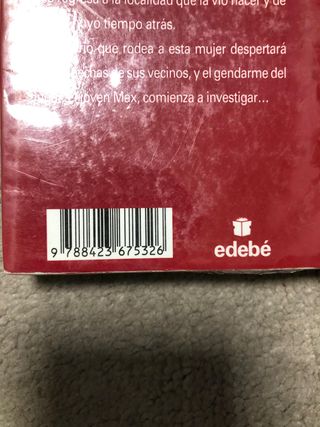 regresa a la localidad que la vio nacer y de
tiempo atrás.
que rodea a esta mujer despertará
de sus vecinos, y el gendarme del
joven Max, comienza a investigar...
9 788423 675326
edebé